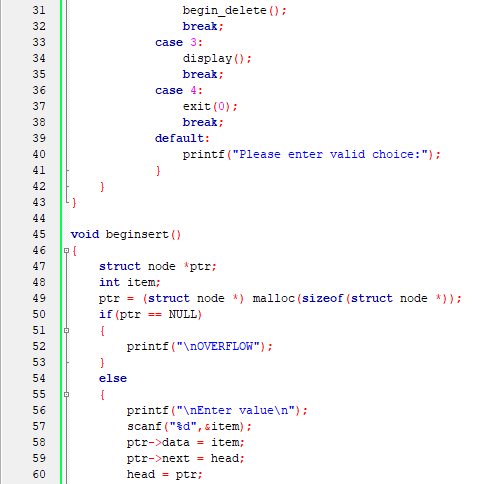 31 begin_delete();
32 break;
33 case 3:
34 display();
35 break;
36 case 4:
37 exit(0);
38 break;
39 default:
40 printf("Please enter valid choice:");
41 }
42 }
43 }
44
45 void beginsert()
46 {
47 struct node *ptr;
48 int item;
49 ptr = (struct node *) malloc(sizeof(struct node *));
50 if(ptr == NULL)
51 {
52 printf("\nOVERFLOW");
53 }
54 else
55 {
56 printf("\nEnter value\n");
57 scanf("%d",&item);
58 ptr->data = item;
59 ptr->next = head;
60 head = ptr;